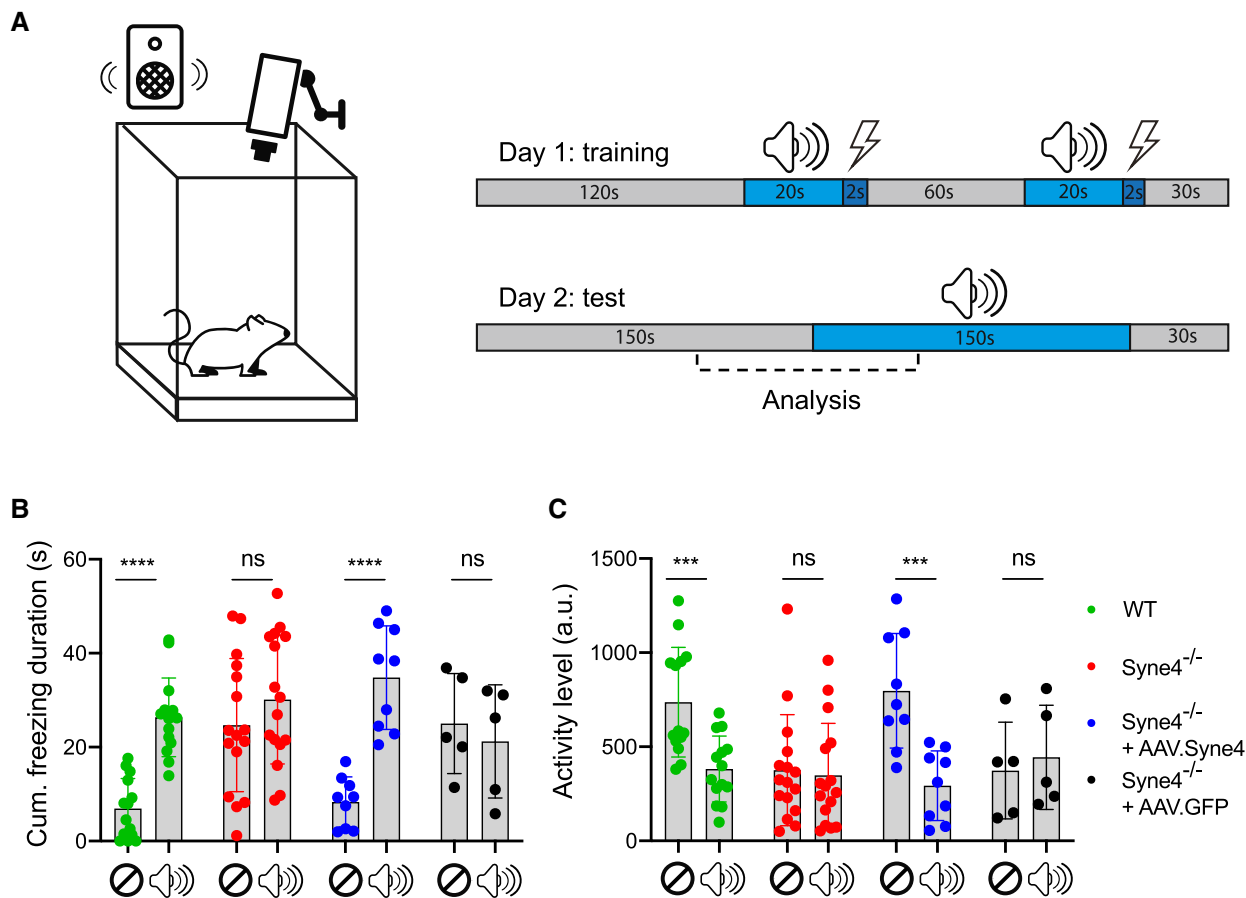 A
Day 1: training
120s 20s 2s 60s 20s 2s 30s
Day 2: test
150s 150s 30s
Analysis
B
C
Cum. freezing duration (s)
60
40
20
0
**** ns **** ns
Activity level (a.u.)
1500
1000
500
0
*** ns *** ns
WT
Syne4-/-
Syne4-/-
+ AAV.Syne4
Syne4-/-
+ AAV.GFP